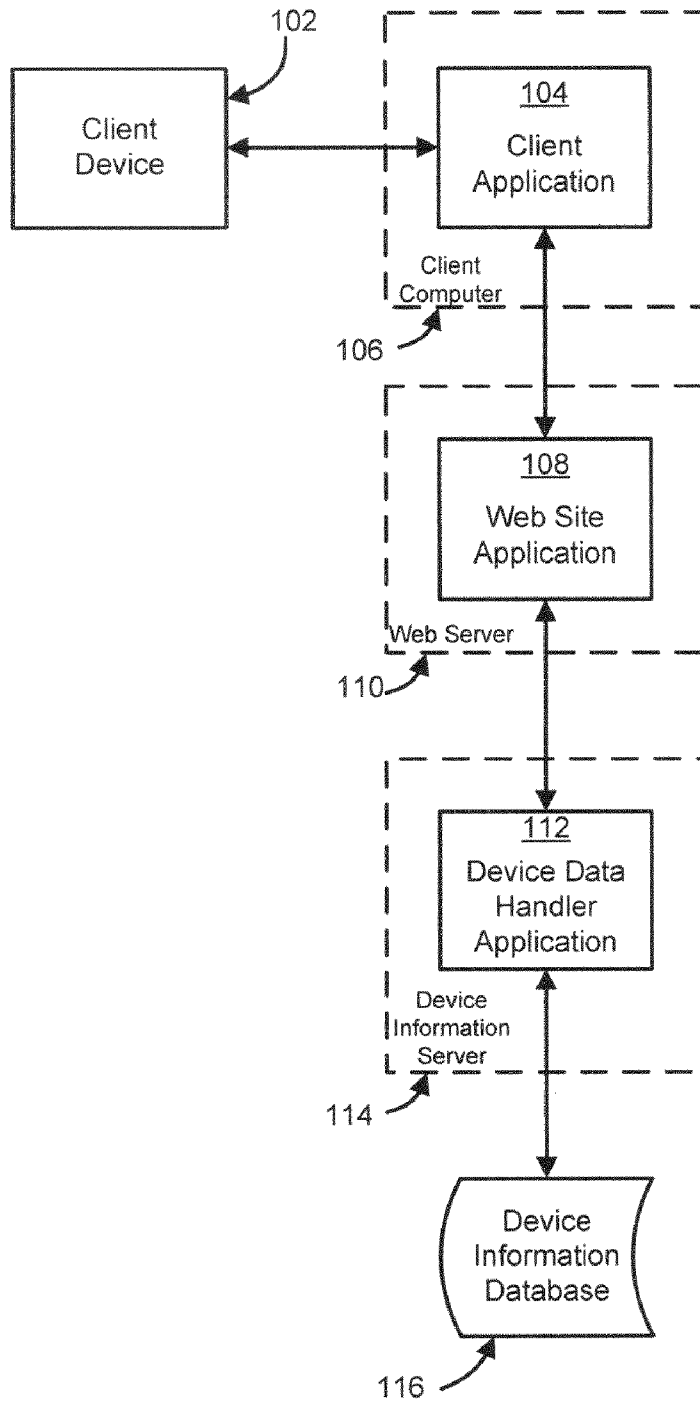 102
Client
Device
104
Client
Application
Client
Computer
106
108
Web Site
Application
Web Server
110
112
Device Data
Handler
Application
Device
Information
Server
114
Device
Information
Database
116